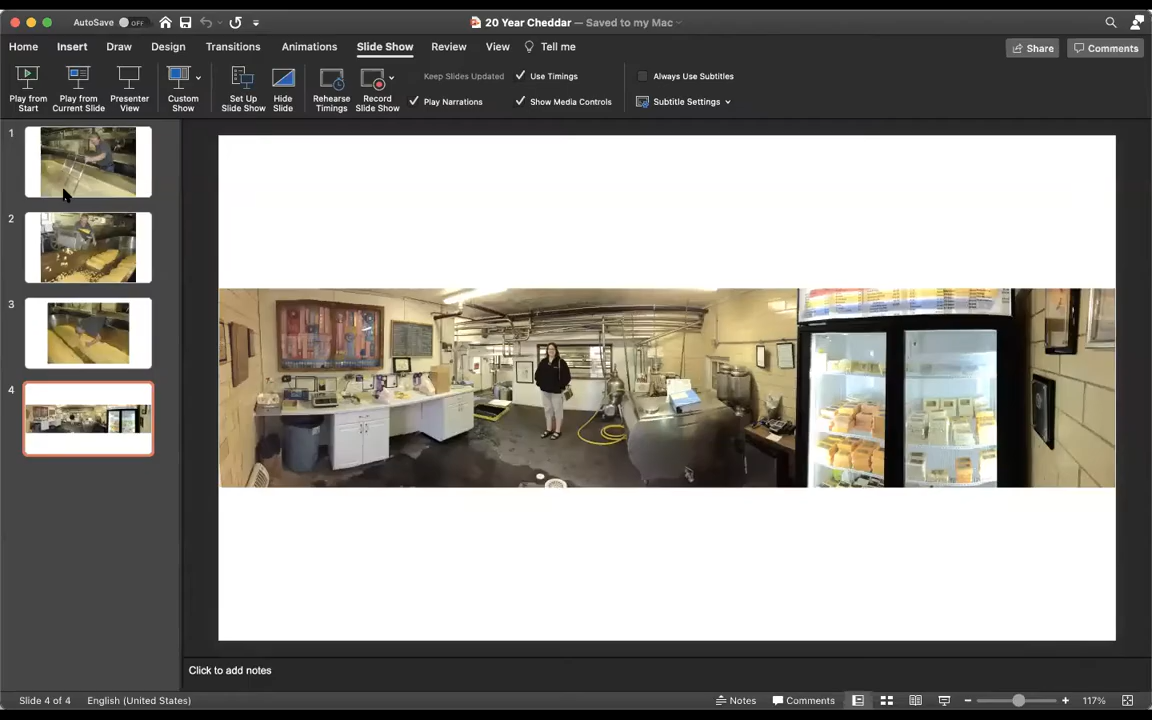 AutoSave OFF
20 Year Cheddar — Saved to my Mac
Home Insert Draw Design Transitions Animations Slide Show Review View Tell me Share Comments
Play from Start
Play from Current Slide
Presenter View
Custom Show
Set Up Slide Show
Hide Slide
Rehearse Timings
Record Slide Show
Keep Slides Updated
Play Narrations
Use Timings
Show Media Controls
Always Use Subtitles
Subtitle Settings
1
2
3
4
Click to add notes
Slide 4 of 4 English (United States) Notes Comments 117%